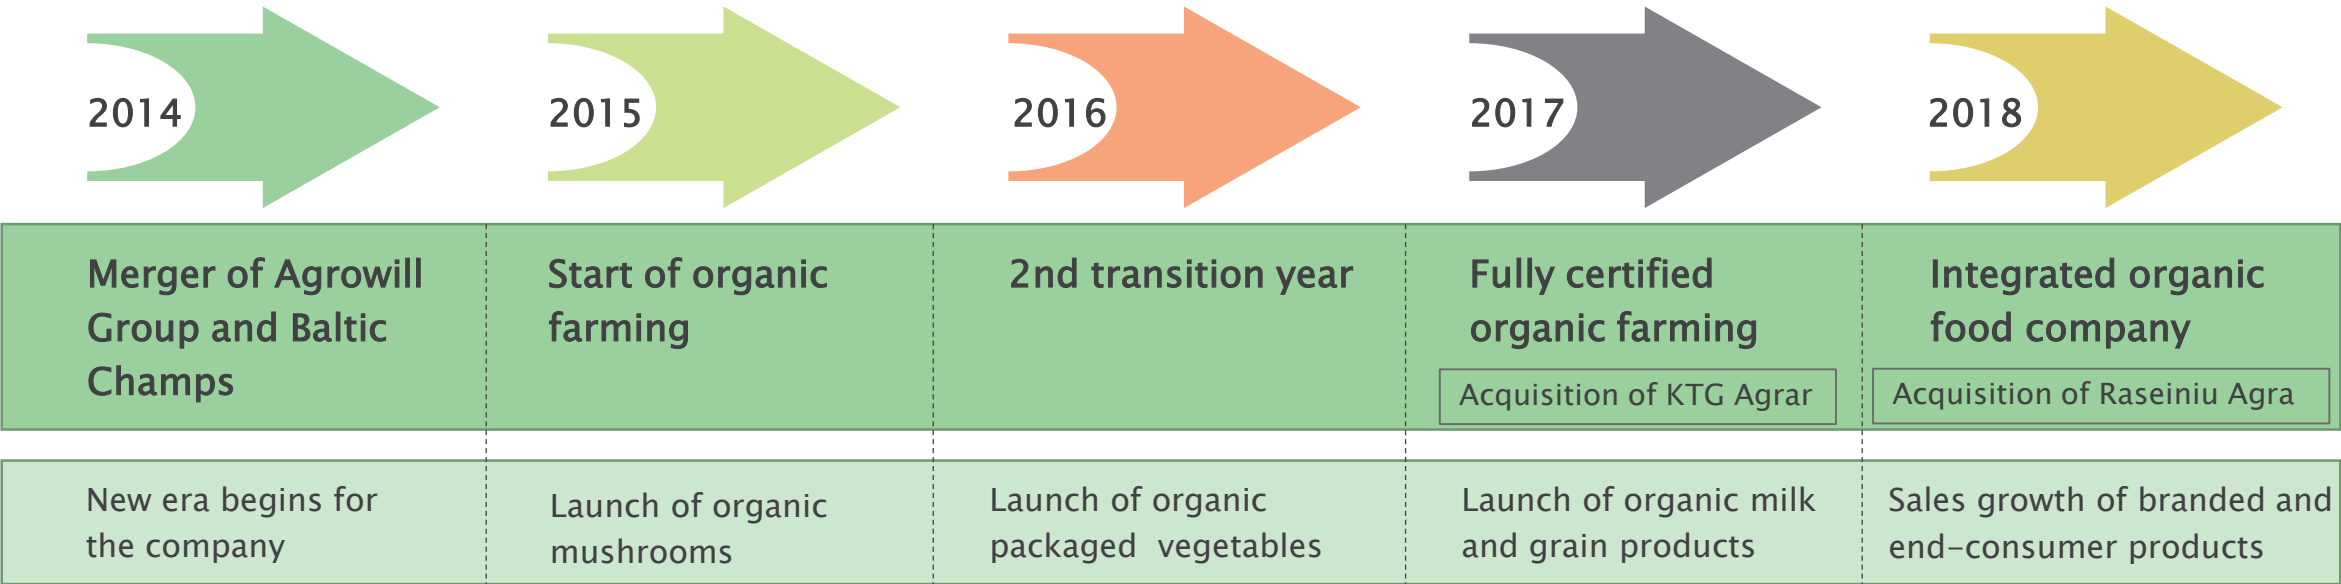 2014
2015
2016
2017
2018
Merger of Agrowill
Group and Baltic
Champs
Start of organic
farming
2nd transition year
Fully certified
organic farming
Acquisition of KTG Agrar
Integrated organic
food company
Acquisition of Raseiniu Agra
New era begins for
the company
Launch of organic
mushrooms
Launch of organic
packaged vegetables
Launch of organic milk
and grain products
Sales growth of branded and
end-consumer products